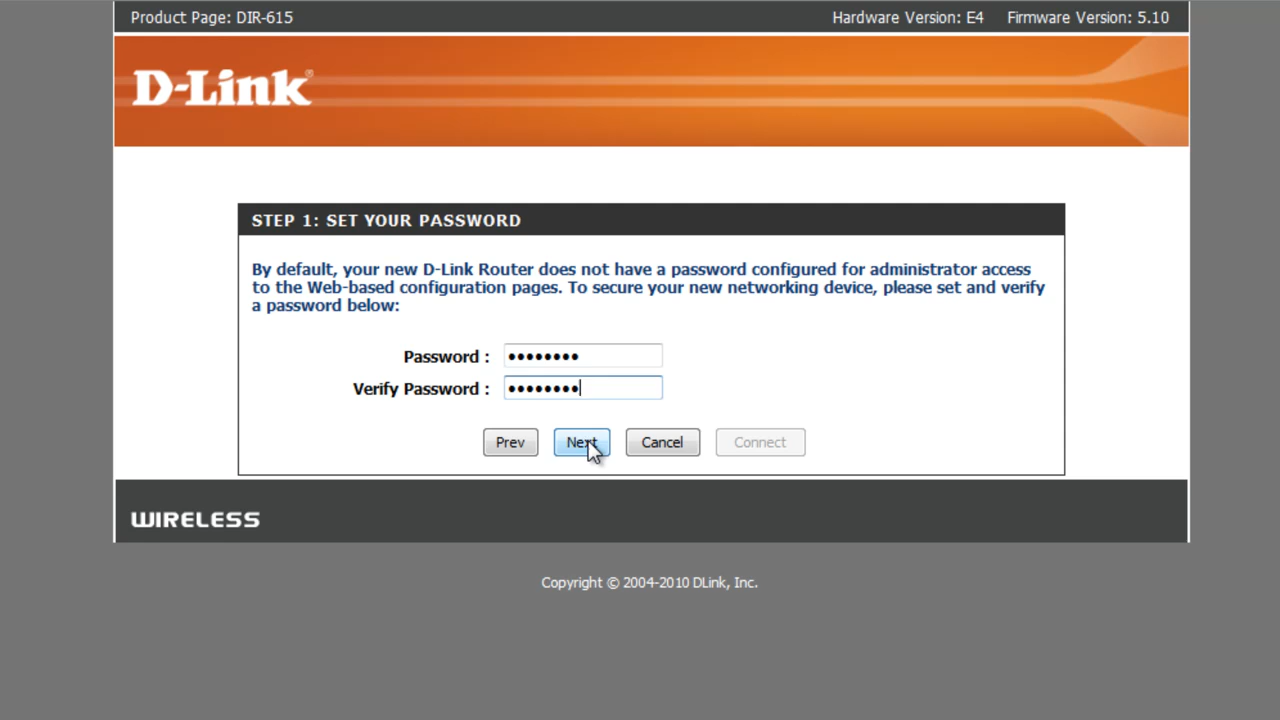 Product Page: DIR-615 Hardware Version: E4 Firmware Version: 5.10
D-Link®
STEP 1: SET YOUR PASSWORD
By default, your new D-Link Router does not have a password configured for administrator access
to the Web-based configuration pages. To secure your new networking device, please set and verify
a password below:
Password : ••••••••
Verify Password : ••••••••
Prev Next Cancel Connect
WIRELESS
Copyright © 2004-2010 DLink, Inc.